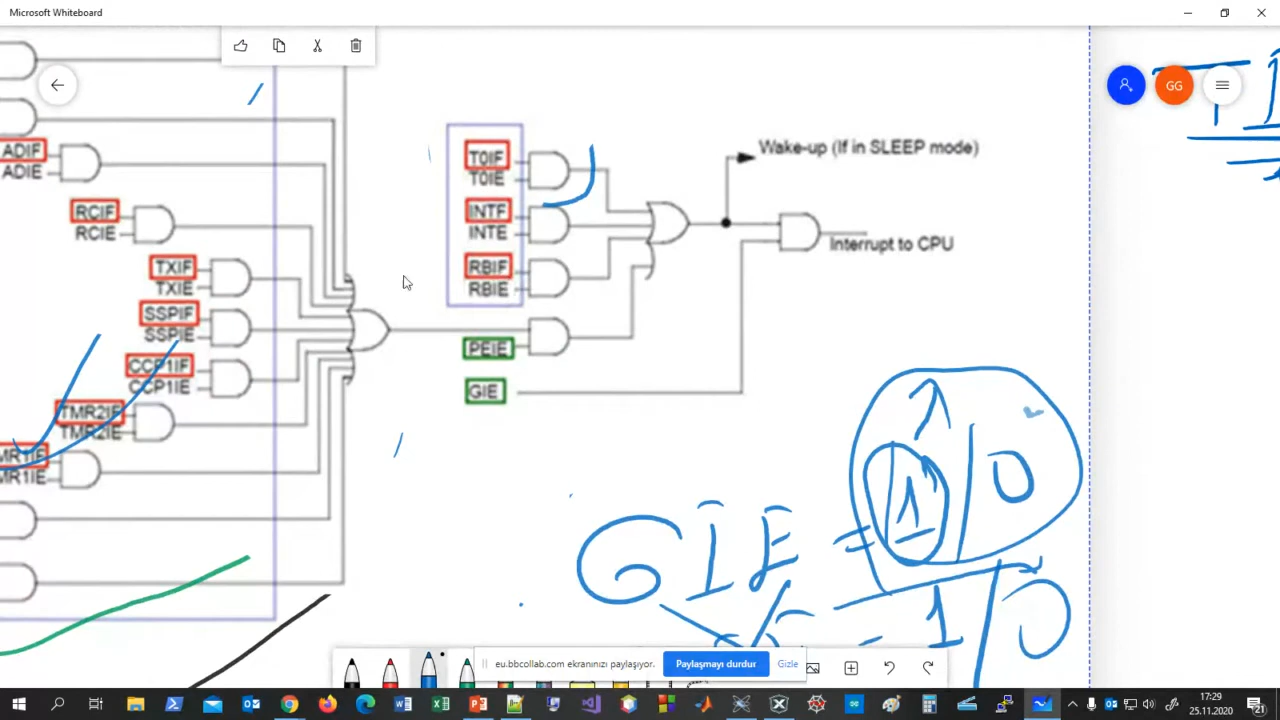 Microsoft Whiteboard
GG
ADIF
ADIE
RCIF
RCIE
TXIF
TXIE
SSPIF
SSPIE
CCP1IF
CCP1IE
TMR2IF
TMR2IE
MR1IF
MR1IE
T0IF
T0IE
INTF
INTE
RBIF
RBIE
PEIE
GIE
Wake-up (If in SLEEP mode)
Interrupt to CPU
GIE = 1/0
= 1/0
eu.bbcollab.com ekranınızı paylaşıyor.
Paylaşmayı durdur
Gizle
17:29
25.11.2020
21